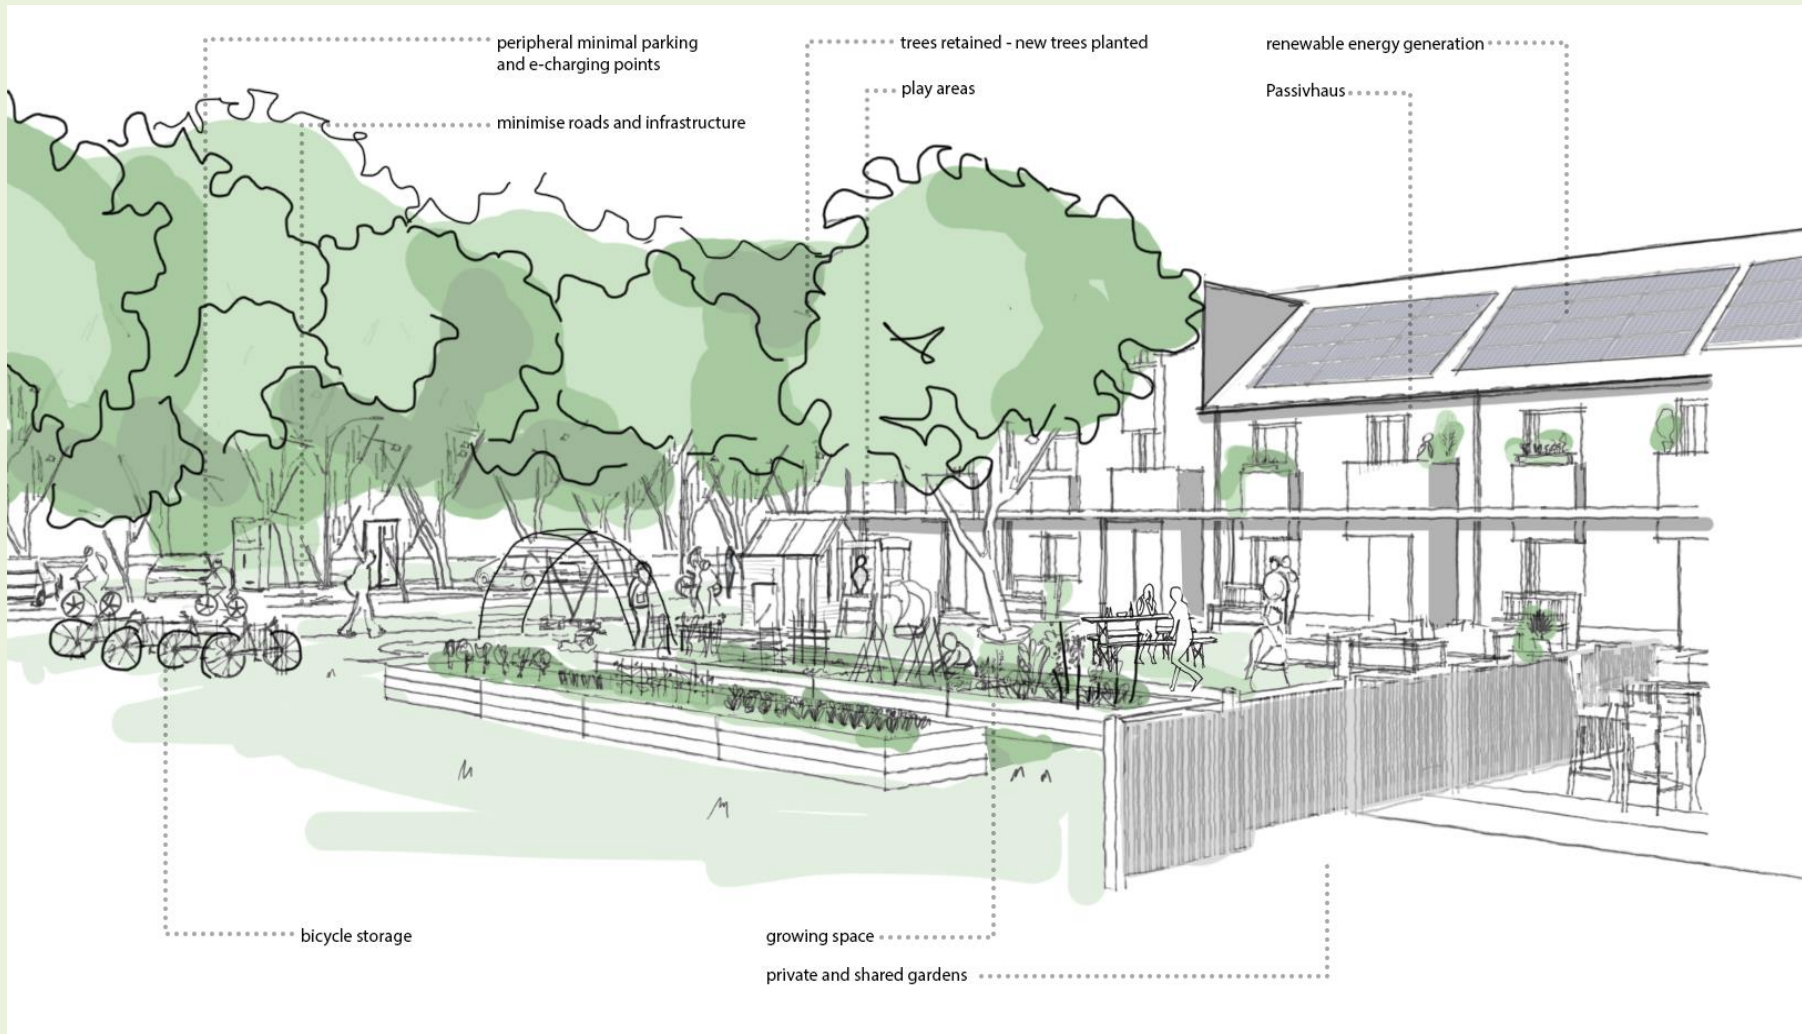 peripheral minimal parking
and e-charging points
minimise roads and infrastructure
trees retained - new trees planted
play areas
renewable energy generation
Passivhaus
bicycle storage
growing space
private and shared gardens